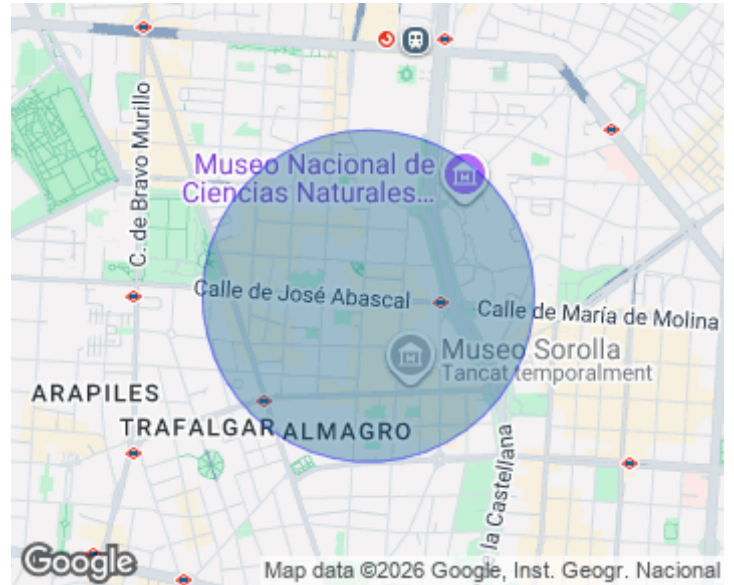 C. de Bravo Murillo
Museo Nacional de
Ciencias Naturales...
Calle de José Abascal
Calle de María de Molina
Museo Sorolla
Tancat temporalment
ARAPILES
TRAFALGAR
ALMAGRO
la Castellana
Google
Map data ©2026 Google, Inst. Geogr. Nacional